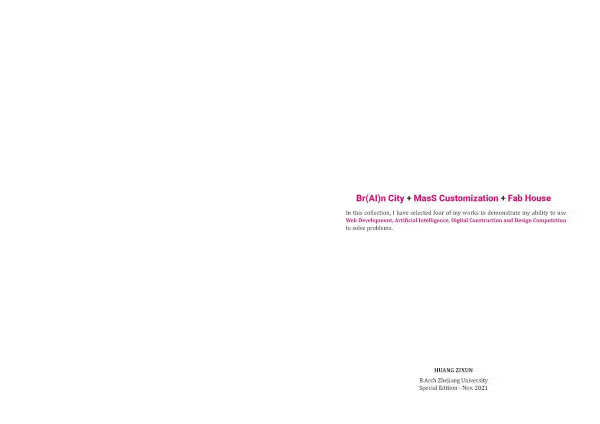 Br(AI)n City + MasS Customization + Fab House
In this collection, I have selected four of my works to demonstrate my ability to use
Web Development, Artificial Intelligence, Digital Construction and Design Computation
to solve problems.
HUANG ZIXUN
B.Arch Zhejiang University
Special Edition - Nov. 2021